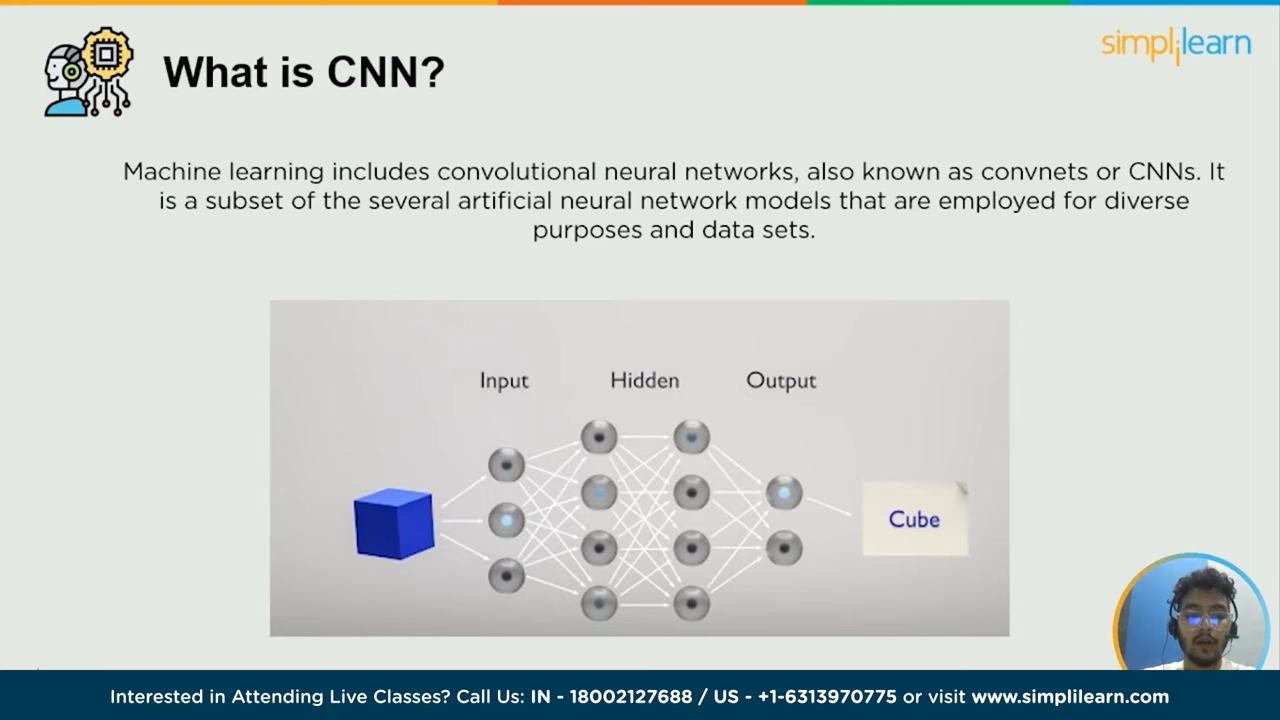 simplilearn
What is CNN?
Machine learning includes convolutional neural networks, also known as convnets or CNNs. It
is a subset of the several artificial neural network models that are employed for diverse
purposes and data sets.
Input Hidden Output
Cube
Interested in Attending Live Classes? Call Us: IN - 18002127688 / US - +1-6313970775 or visit www.simplilearn.com